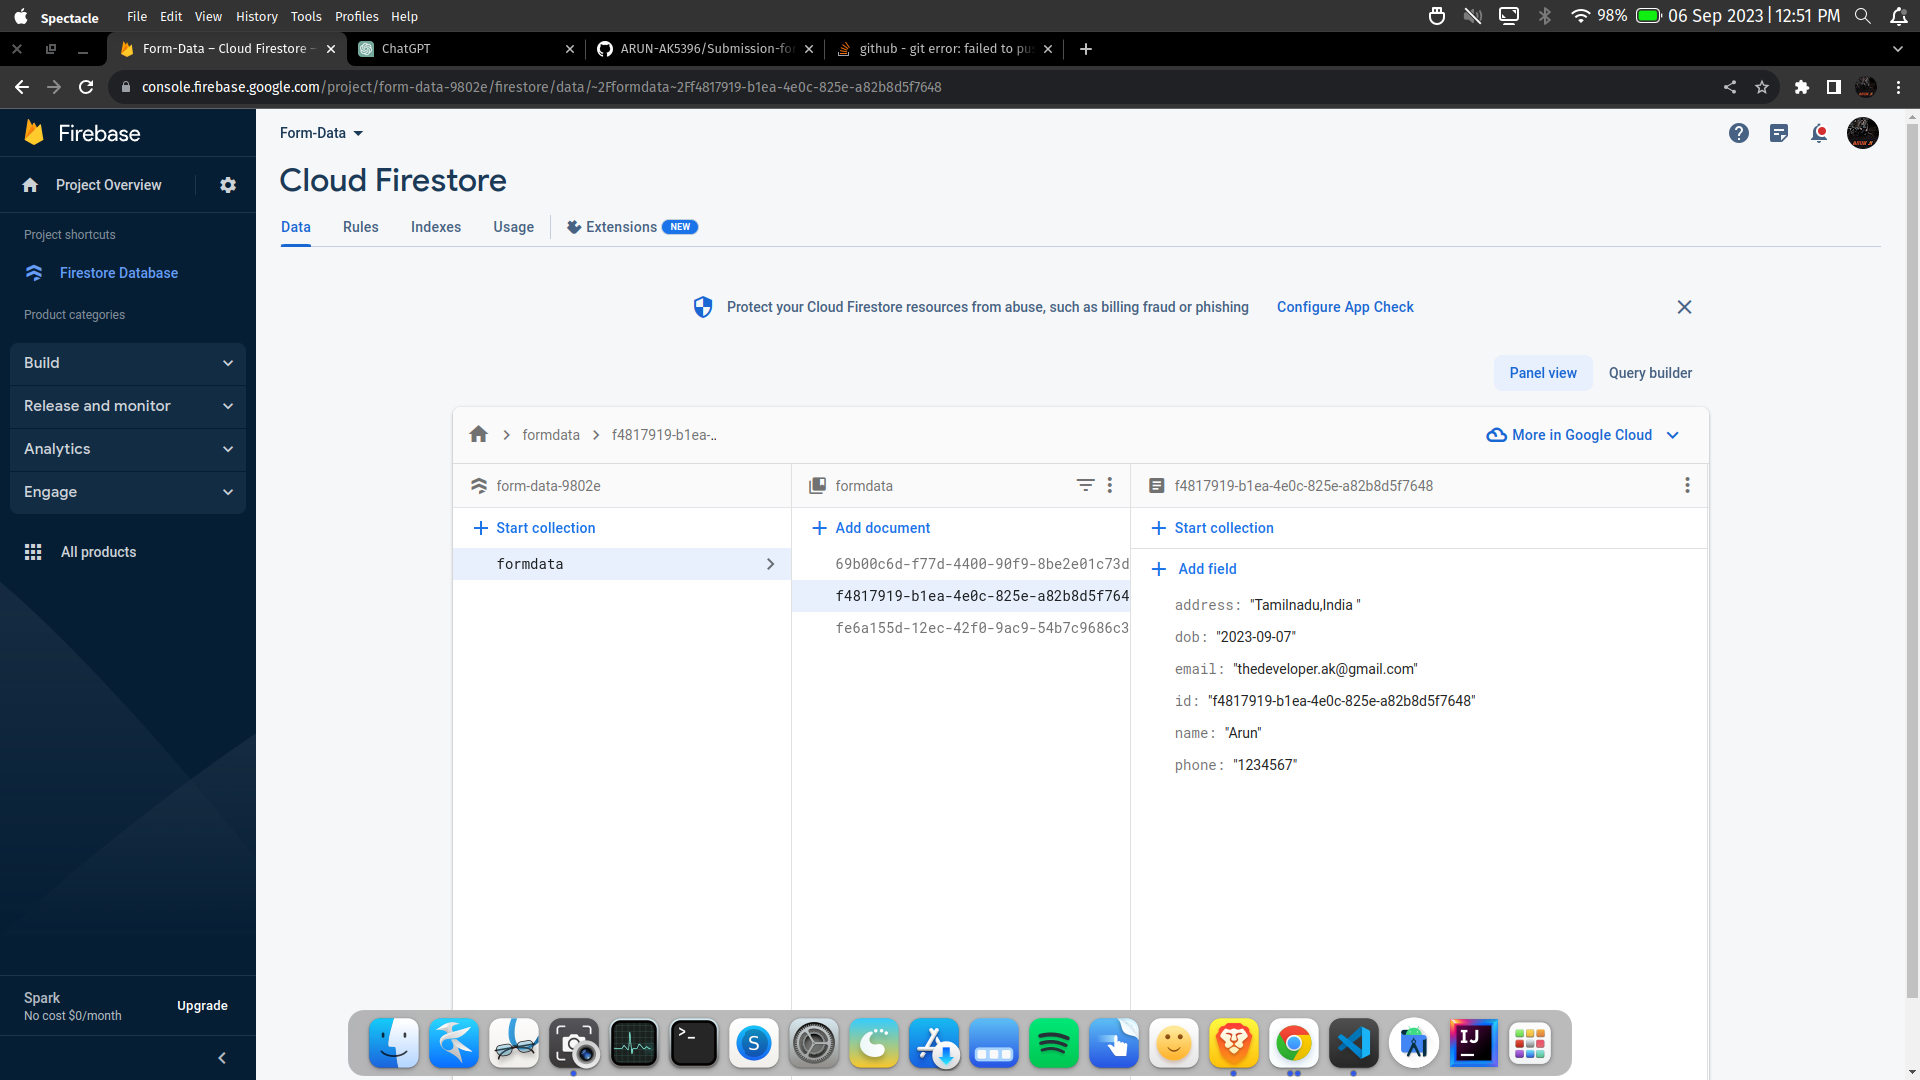 Spectacle File Edit View History Tools Profiles Help 98% 06 Sep 2023 | 12:51 PM
Form-Data – Cloud Firestore – ChatGPT ARUN-AK5396/Submission-fo github - git error: failed to pu
console.firebase.google.com/project/form-data-9802e/firestore/data/~2Fformdata~2Ff4817919-b1ea-4e0c-825e-a82b8d5f7648
Firebase
Project Overview
Project shortcuts
Firestore Database
Product categories
Build
Release and monitor
Analytics
Engage
All products
Spark
No cost $0/month
Upgrade
Form-Data
Cloud Firestore
Data Rules Indexes Usage Extensions NEW
Protect your Cloud Firestore resources from abuse, such as billing fraud or phishing Configure App Check
Panel view Query builder
formdata f4817919-b1ea-.. More in Google Cloud
form-data-9802e
Start collection
formdata
formdata
Add document
69b00c6d-f77d-4400-90f9-8be2e01c73d
f4817919-b1ea-4e0c-825e-a82b8d5f764
fe6a155d-12ec-42f0-9ac9-54b7c9686c3
f4817919-b1ea-4e0c-825e-a82b8d5f7648
Start collection
Add field
address: "Tamilnadu,India "
dob: "2023-09-07"
email: "thedeveloper.ak@gmail.com"
id: "f4817919-b1ea-4e0c-825e-a82b8d5f7648"
name: "Arun"
phone: "1234567"
>_
S
IJ